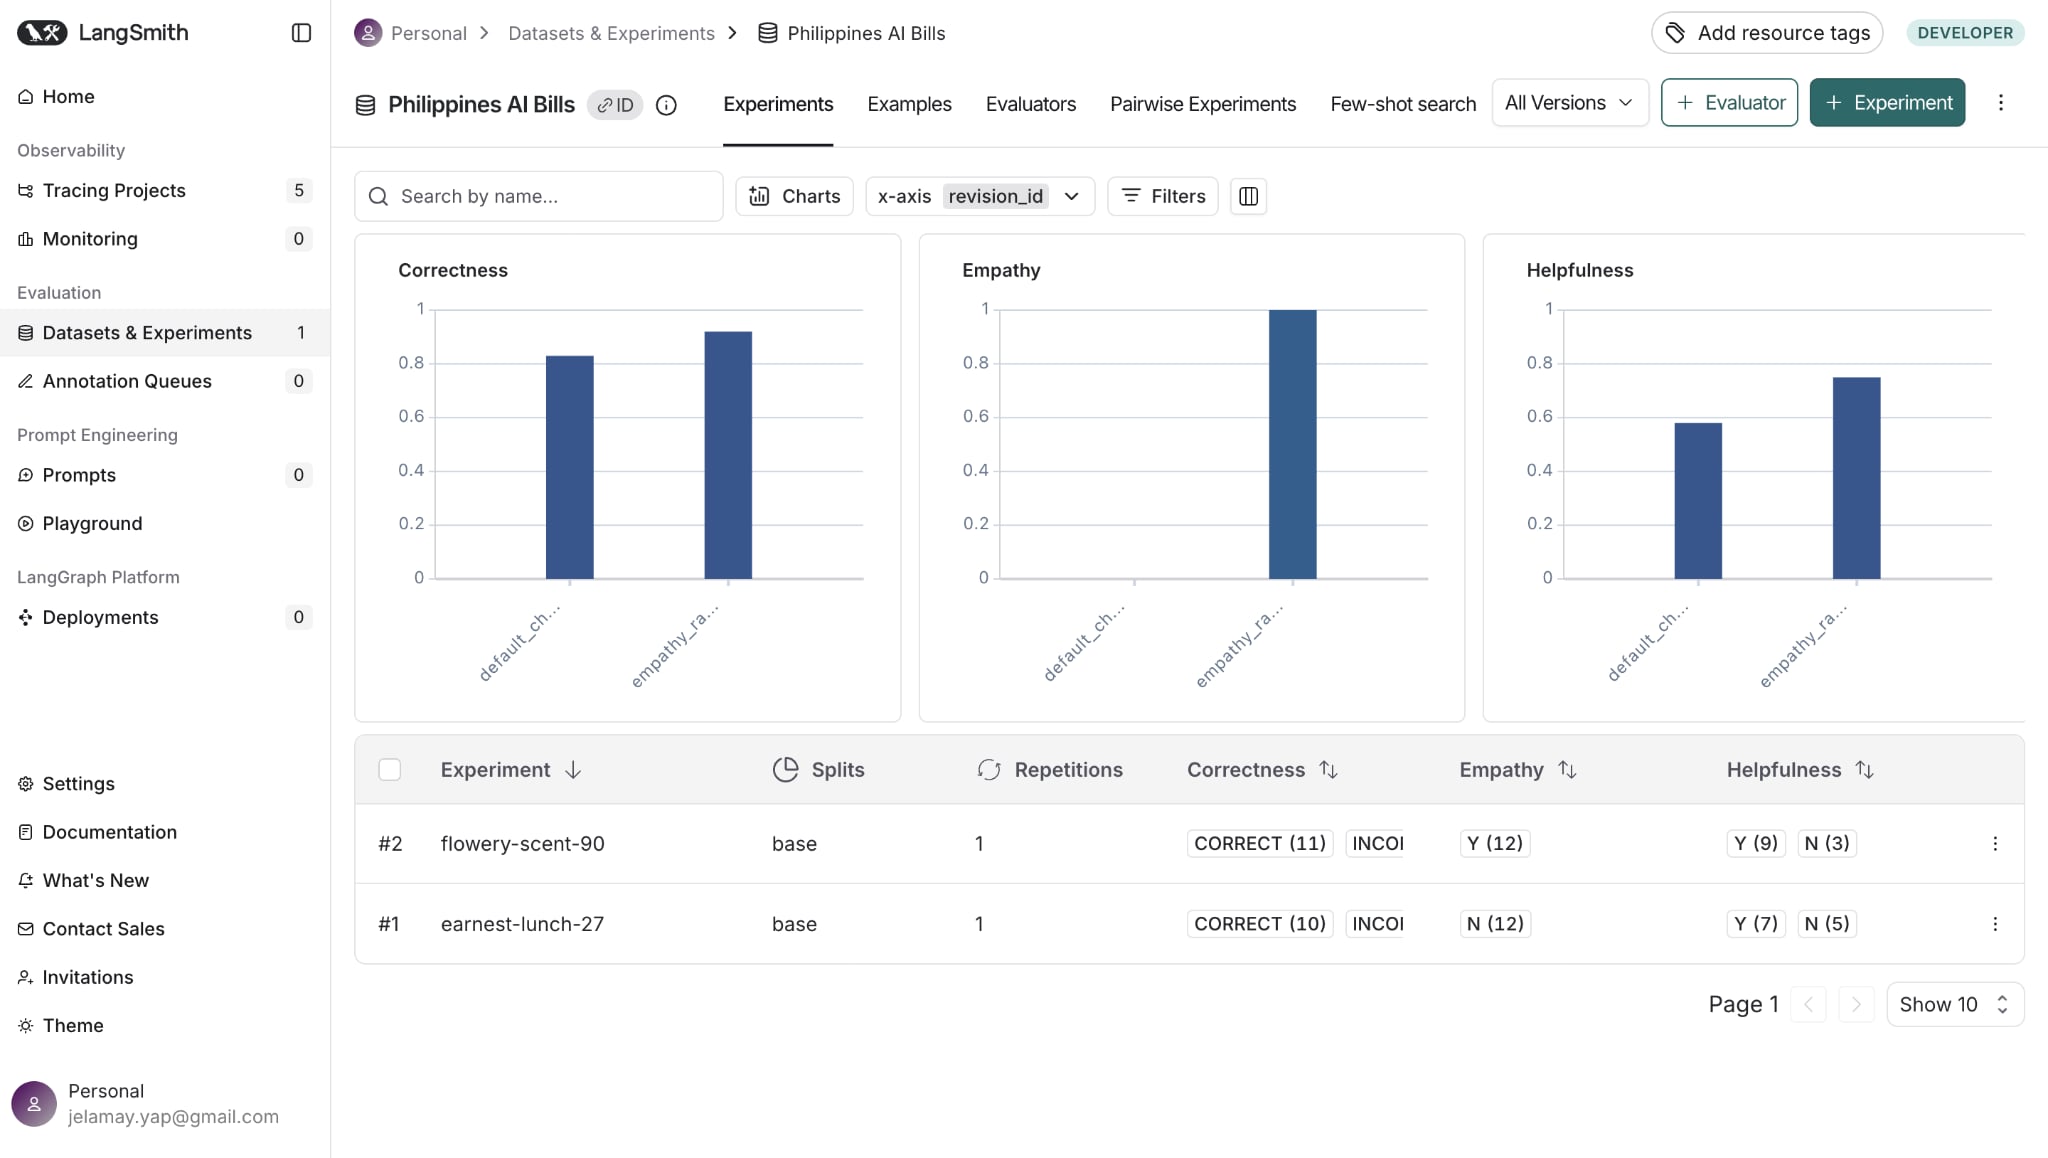 LangSmith
Home
Observability
Tracing Projects 5
Monitoring 0
Evaluation
Datasets & Experiments 1
Annotation Queues 0
Prompt Engineering
Prompts 0
Playground
LangGraph Platform
Deployments 0
Settings
Documentation
What's New
Contact Sales
Invitations
Theme
Personal
jelamay.yap@gmail.com
Personal > Datasets & Experiments > Philippines AI Bills
Add resource tags DEVELOPER
Philippines AI Bills ID Experiments Examples Evaluators Pairwise Experiments Few-shot search All Versions + Evaluator + Experiment
Search by name... Charts x-axis revision_id Filters
Correctness
1
0.8
0.6
0.4
0.2
0
default_ch...
empathy_ra...
Empathy
1
0.8
0.6
0.4
0.2
0
default_ch...
empathy_ra...
Helpfulness
1
0.8
0.6
0.4
0.2
0
default_ch...
empathy_ra...
Experiment Splits Repetitions Correctness Empathy Helpfulness
#2 flowery-scent-90 base 1 CORRECT (11) INCOI Y (12) Y (9) N (3)
#1 earnest-lunch-27 base 1 CORRECT (10) INCOI N (12) Y (7) N (5)
Page 1 Show 10